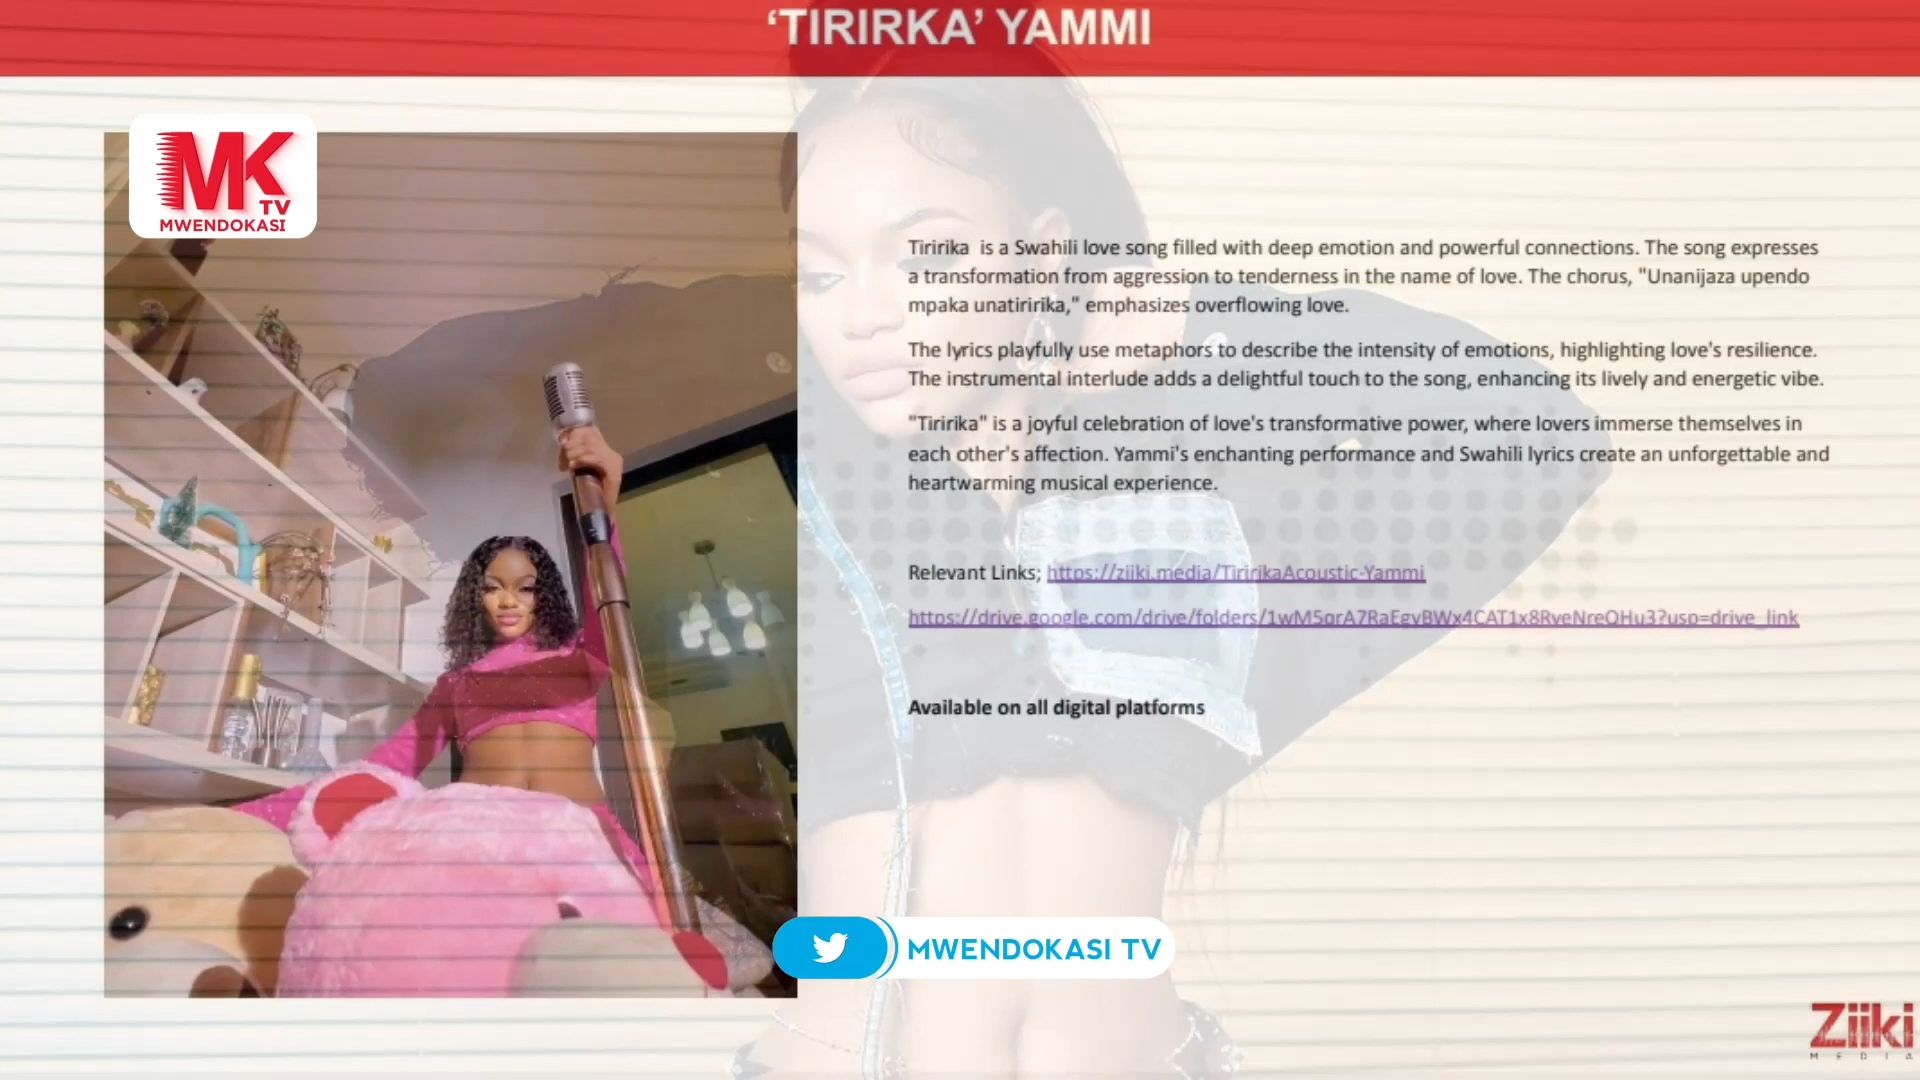 ‘TIRIRKA’ YAMMI
MK
TV
MWENDOKASI
Tiririka is a Swahili love song filled with deep emotion and powerful connections. The song expresses
a transformation from aggression to tenderness in the name of love. The chorus, "Unanijaza upendo
mpaka unatiririka," emphasizes overflowing love.
The lyrics playfully use metaphors to describe the intensity of emotions, highlighting love's resilience.
The instrumental interlude adds a delightful touch to the song, enhancing its lively and energetic vibe.
"Tiririka" is a joyful celebration of love's transformative power, where lovers immerse themselves in
each other's affection. Yammi's enchanting performance and Swahili lyrics create an unforgettable and
heartwarming musical experience.
Relevant Links; https://ziiki.media/TiririkaAcoustic-Yammi
Available on all digital platforms
MWENDOKASI TV
Ziiki
MEDIA